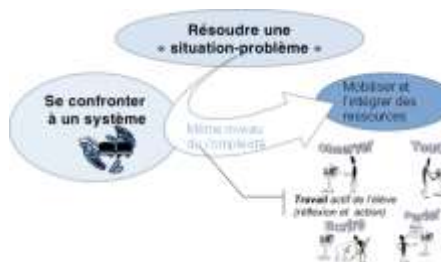 Résoudre une
« situation-problème »
Se confronter
à un système
Mobiliser et
l'intégrer des
ressources
Même niveau
de complexité
observer
Travail actif de l'élève
(réflexion et action)